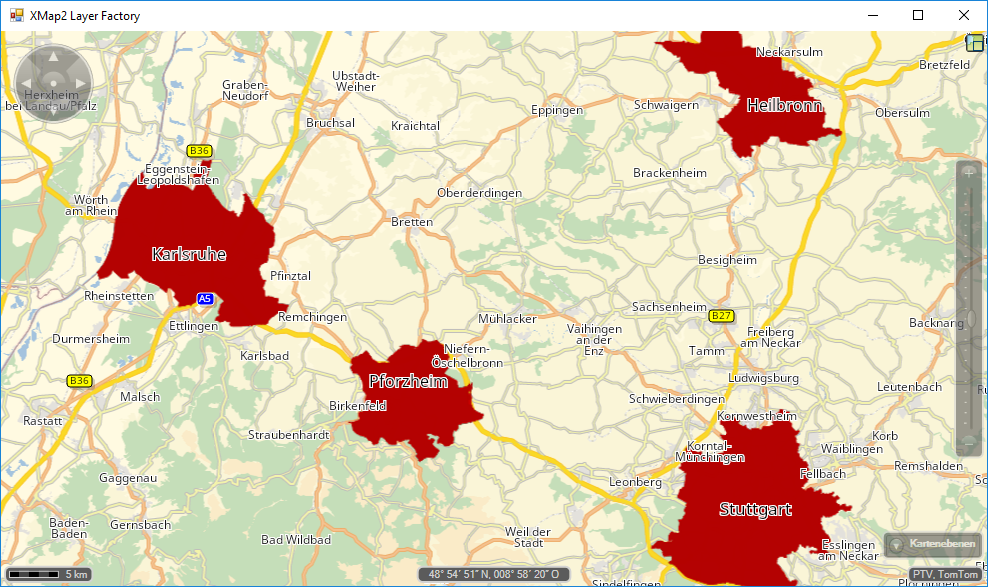 XMap2 Layer Factory
Neckarsulm
Bretzfeld
Ubstadt-
Weiher
Graben-
Neudorf
Herxheim
bei Landau/Pfalz
Schwaigern
Heilbronn
Eppingen
Obersulm
Bruchsal
Kraichtal
B36
Eggenstein-
Leopoldshafen
Brackenheim
Oberderdingen
Wörth
am Rhein
Bretten
Karlsruhe
Besigheim
Pfinztal
Rheinstetten
A5
Sachsenheim
B27
Remchingen
Mühlacker
Backnang
Ettlingen
Vaihingen
an der
Enz
Freiberg
am Neckar
Durmersheim
Niefern-
Öschelbronn
Tamm
Karlsbad
B36
Pforzheim
Ludwigsburg
Leutenbach
Malsch
Schwieberdingen
Birkenfeld
Kornwestheim
Rastatt
Straubenhardt
Korb
Korntal-
Münchingen
Waiblingen
Remshalden
Fellbach
Gaggenau
Leonberg
Stuttgart
Baden-
Baden
Gernsbach
Weil der
Stadt
Bad Wildbad
Esslingen
am Neckar
Kartenebenen
5 km
48° 54' 51" N, 008° 58' 20" O
PTV, TomTom
Sindelfingen